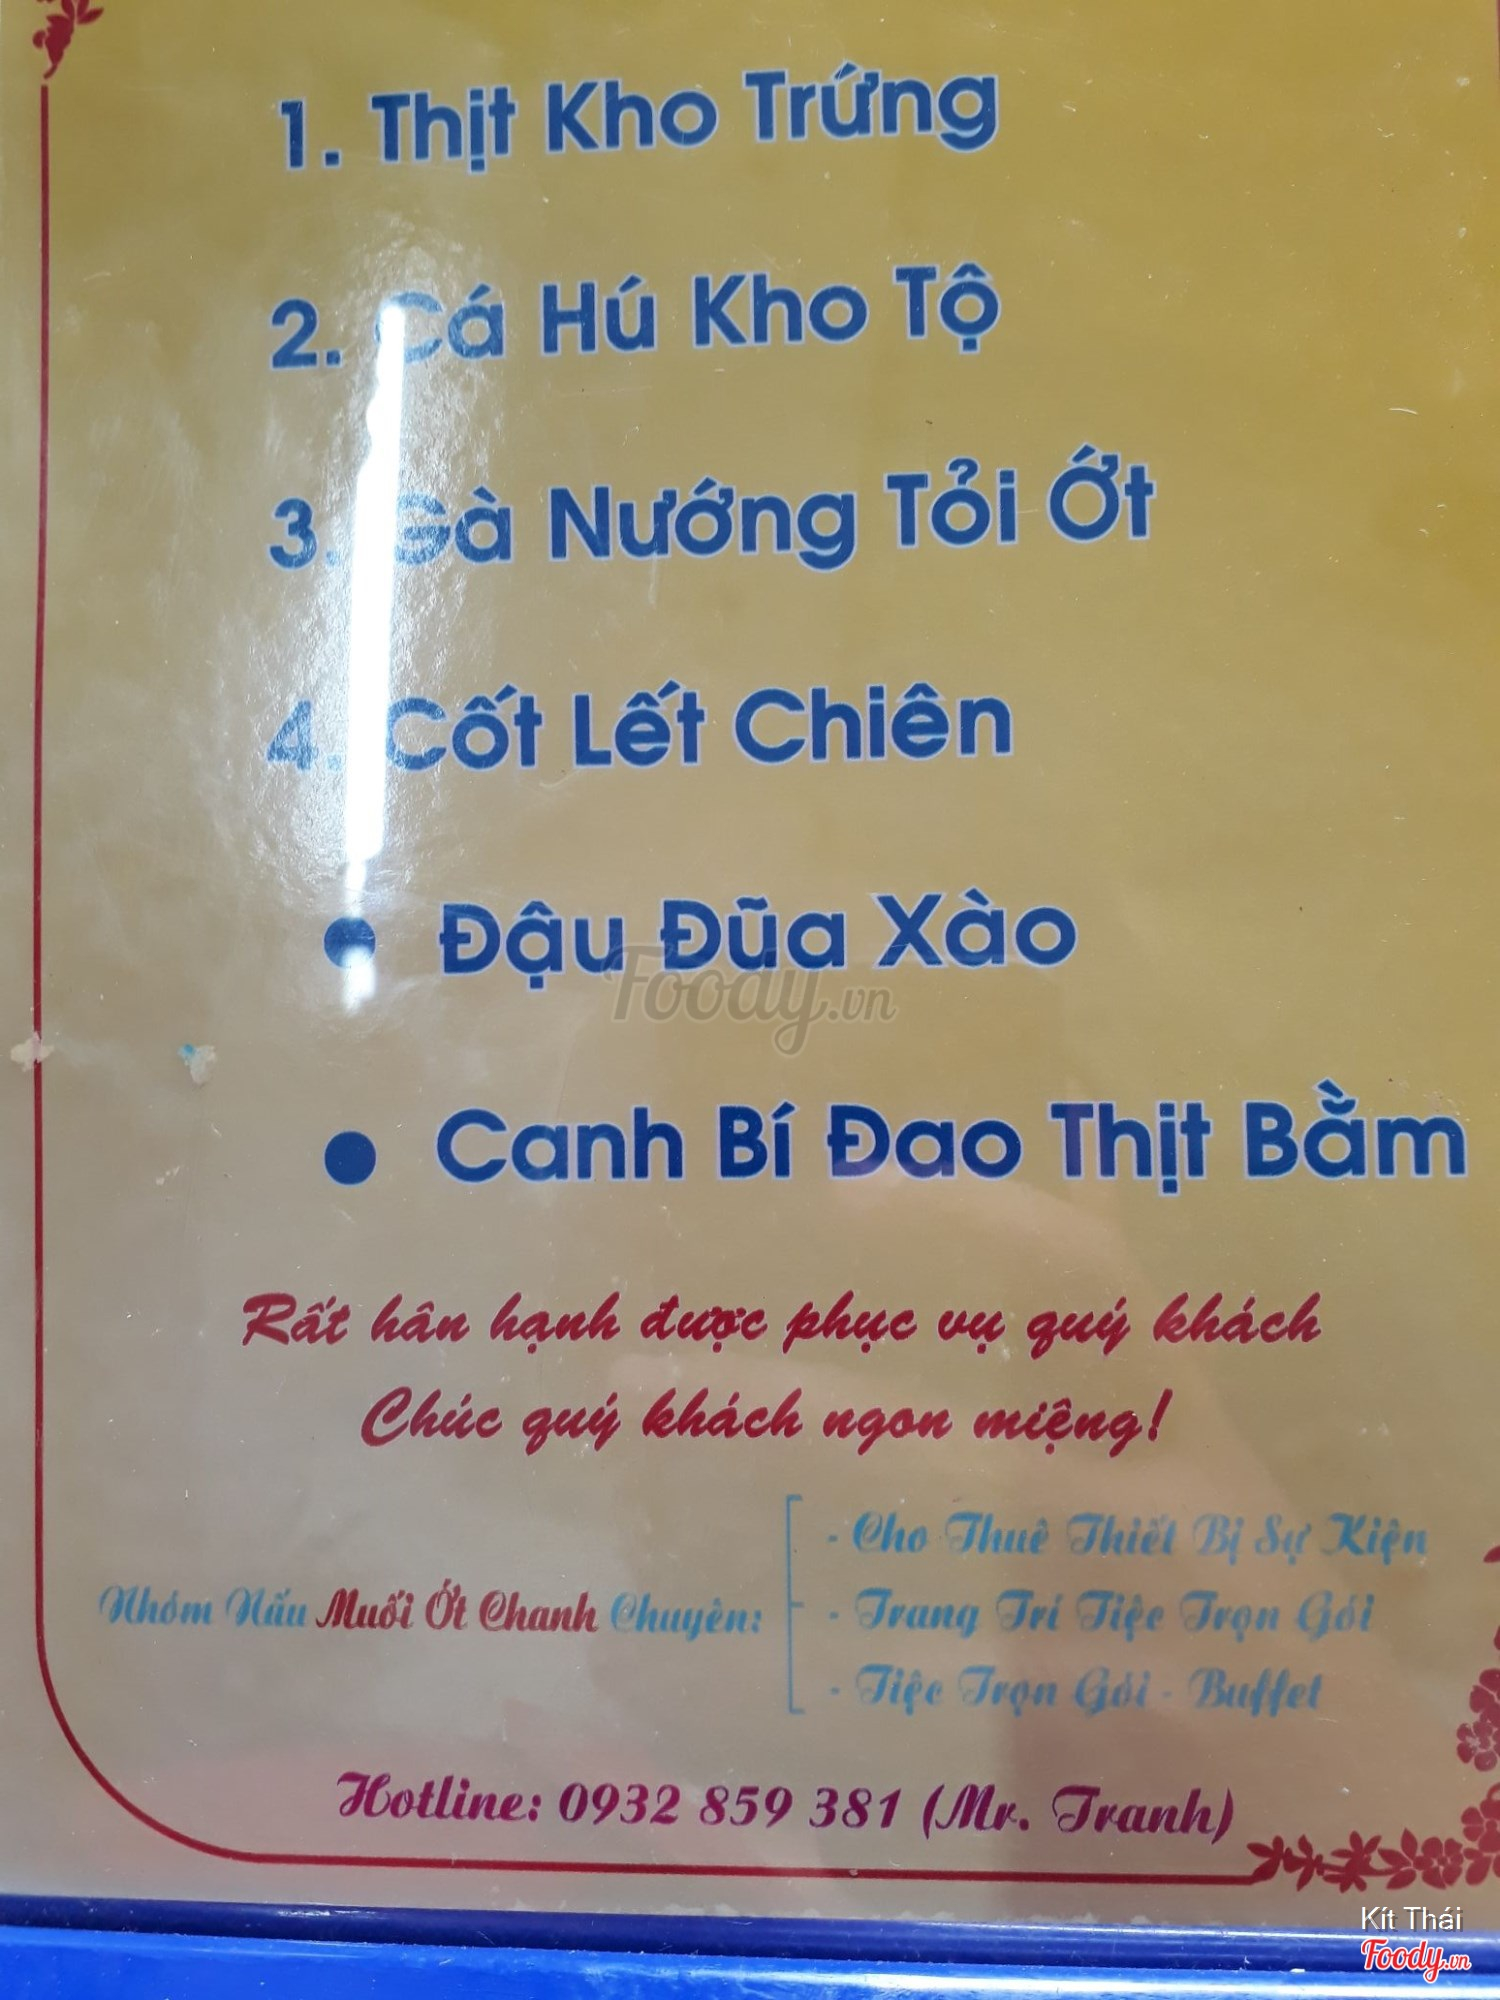 1. Thịt Kho Trứng
2. Cá Hú Kho Tộ
3. Gà Nướng Tỏi Ớt
4. Cốt Lết Chiên
● Đậu Đũa Xào
Foody.vn
● Canh Bí Đao Thịt Bằm
Rất hân hạnh được phục vụ quý khách
Chúc quý khách ngon miệng!
Nhóm Nấu Muối Ớt Chanh Chuyên:
- Cho Thuê Thiết Bị Sự Kiện
- Trang Trí Tiệc Trọn Gói
- Tiệc Trọn Gói - Buffet
Hotline: 0932 859 381 (Mr. Tranh)
Kít Thái
Foody.vn